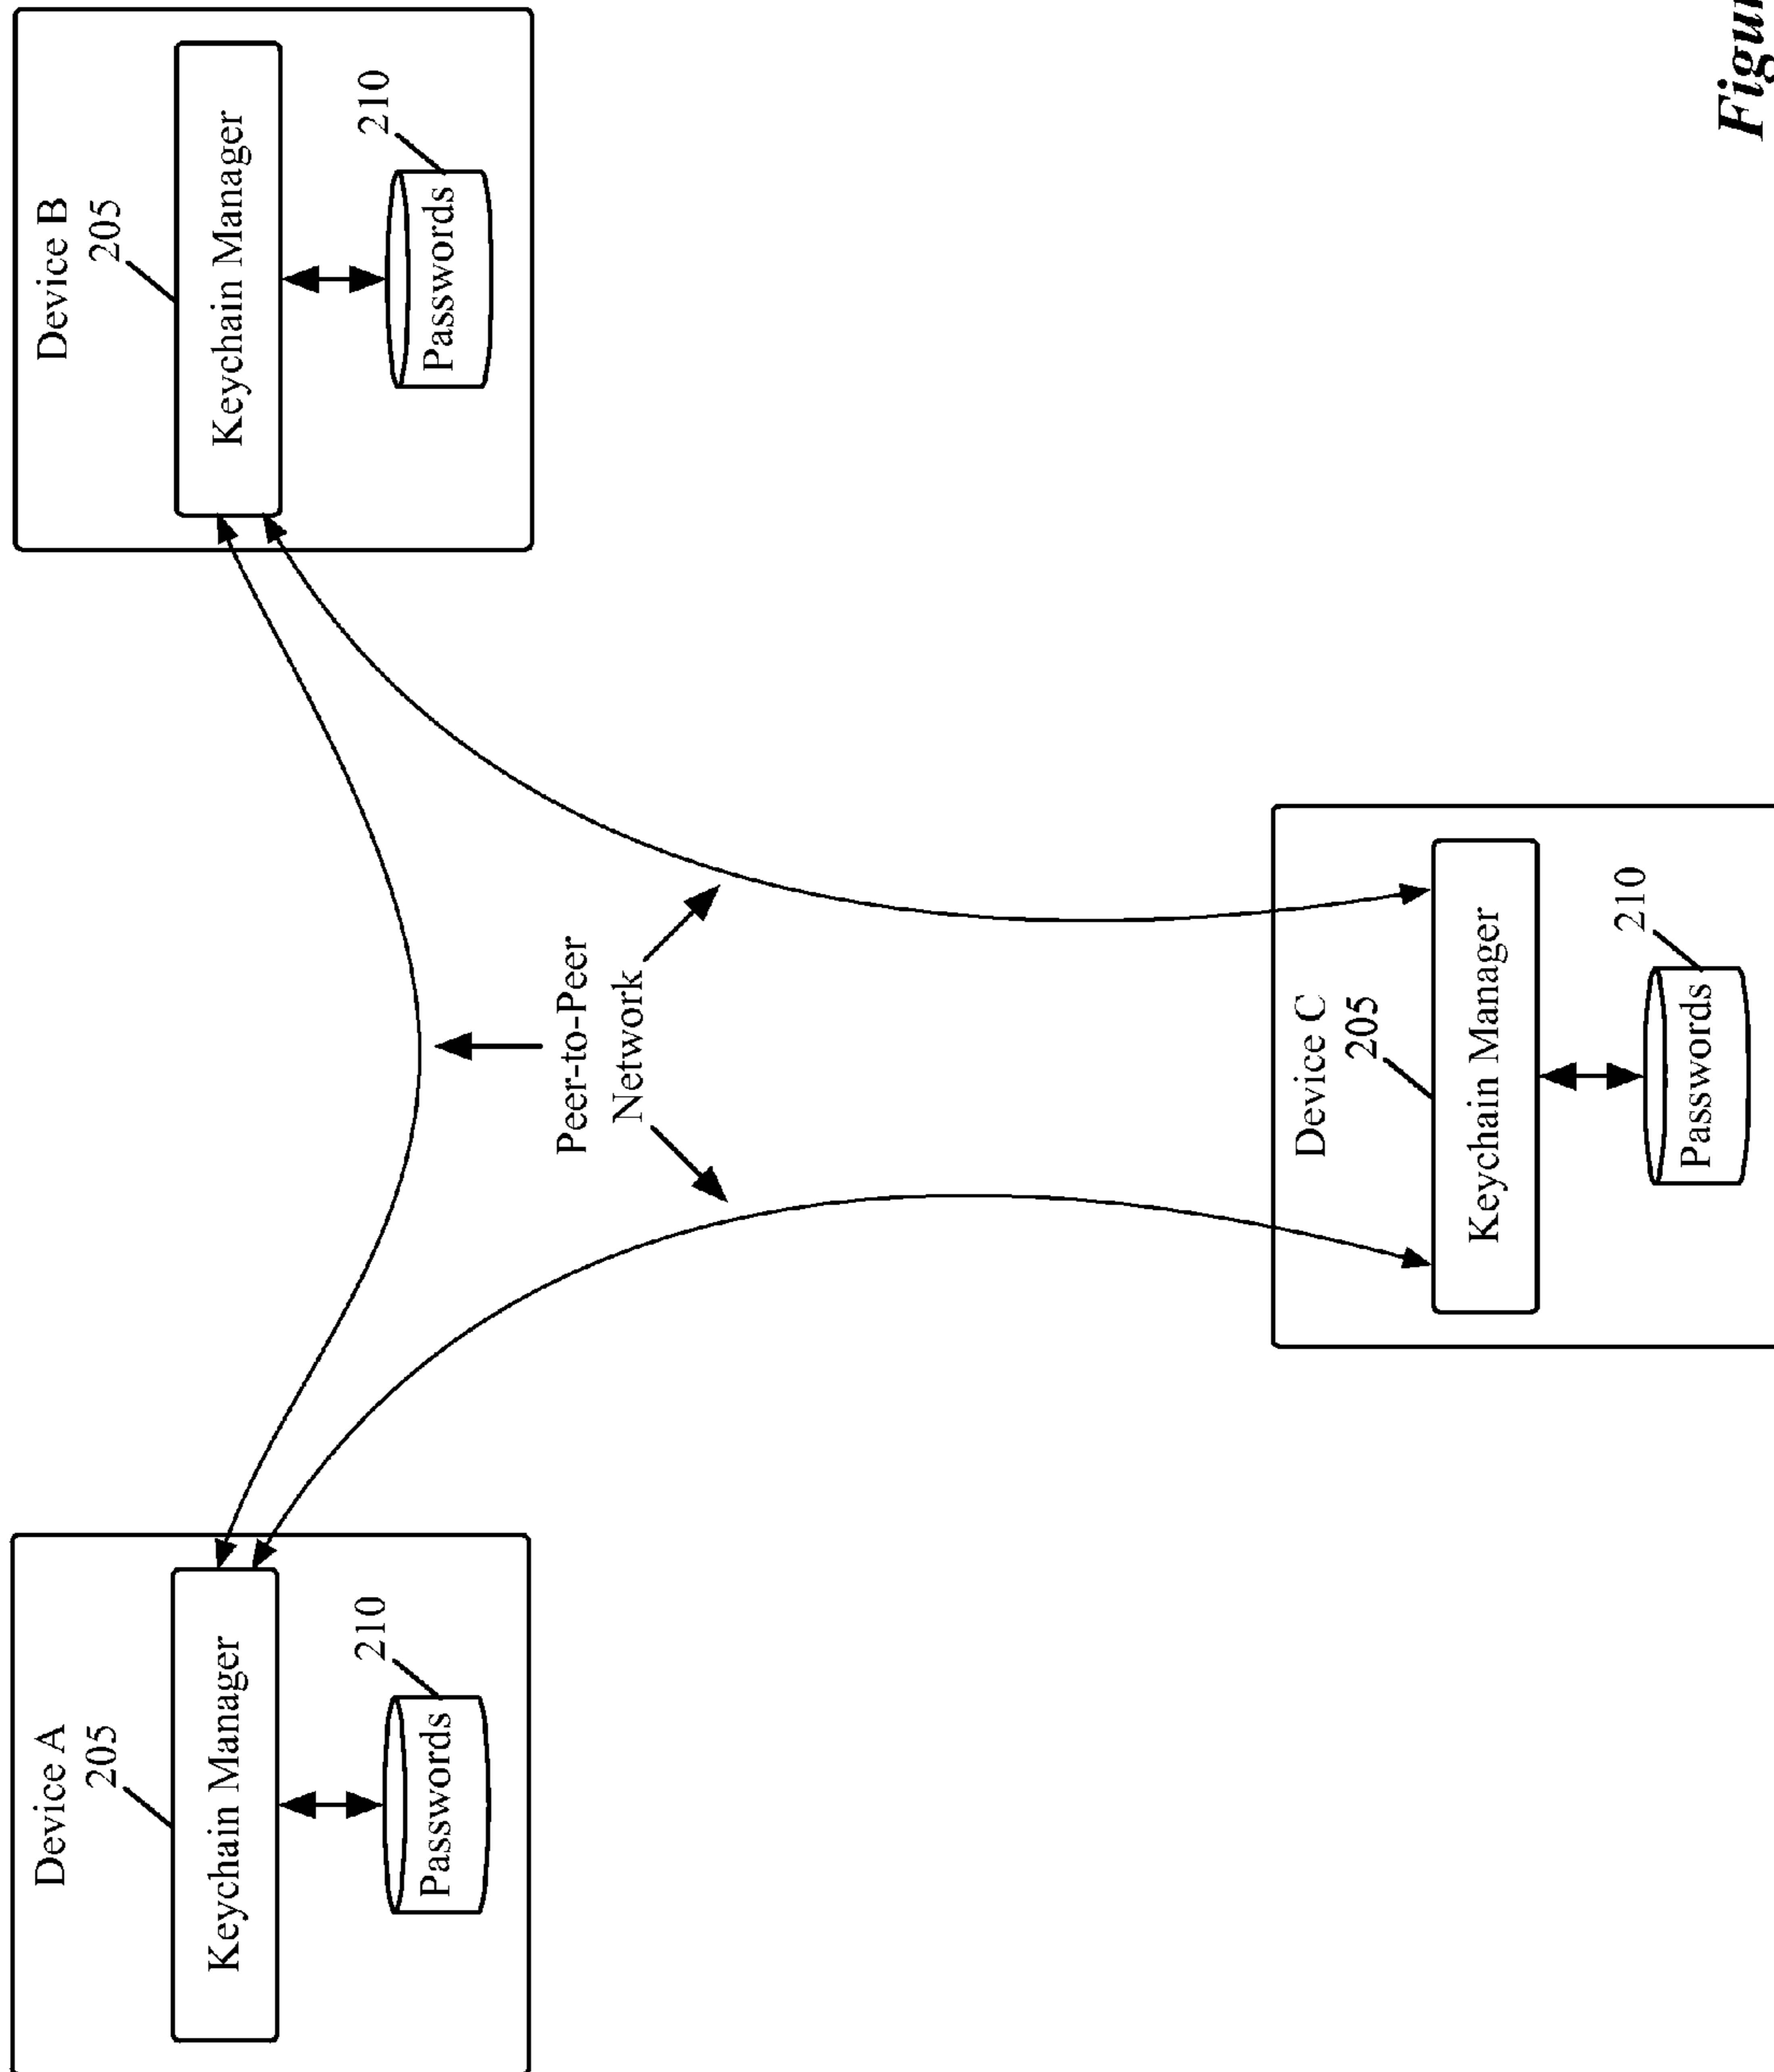 Device A
205
Keychain Manager
210
Passwords
Device B
205
Keychain Manager
210
Passwords
Peer-to-Peer
Network
Device C
205
Keychain Manager
210
Passwords